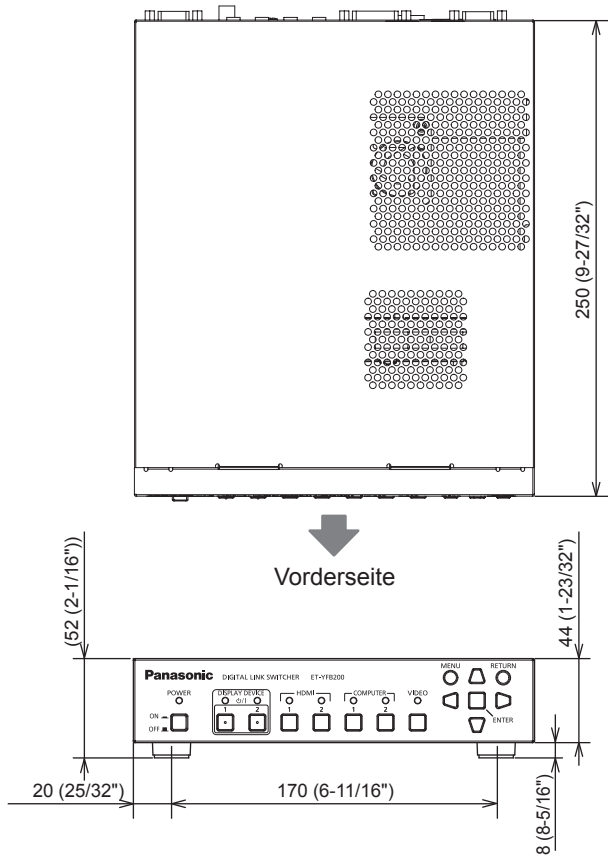 250 (9-27/32")
Vorderseite
(52 (2-1/16"))
44 (1-23/32")
Panasonic DIGITAL LINK SWITCHER ET-YFB200
MENU RETURN
POWER DISPLAY DEVICE HDMI COMPUTER VIDEO
1 2 1 2 1 2
ON
OFF
ENTER
20 (25/32")
170 (6-11/16")
8 (8-5/16")